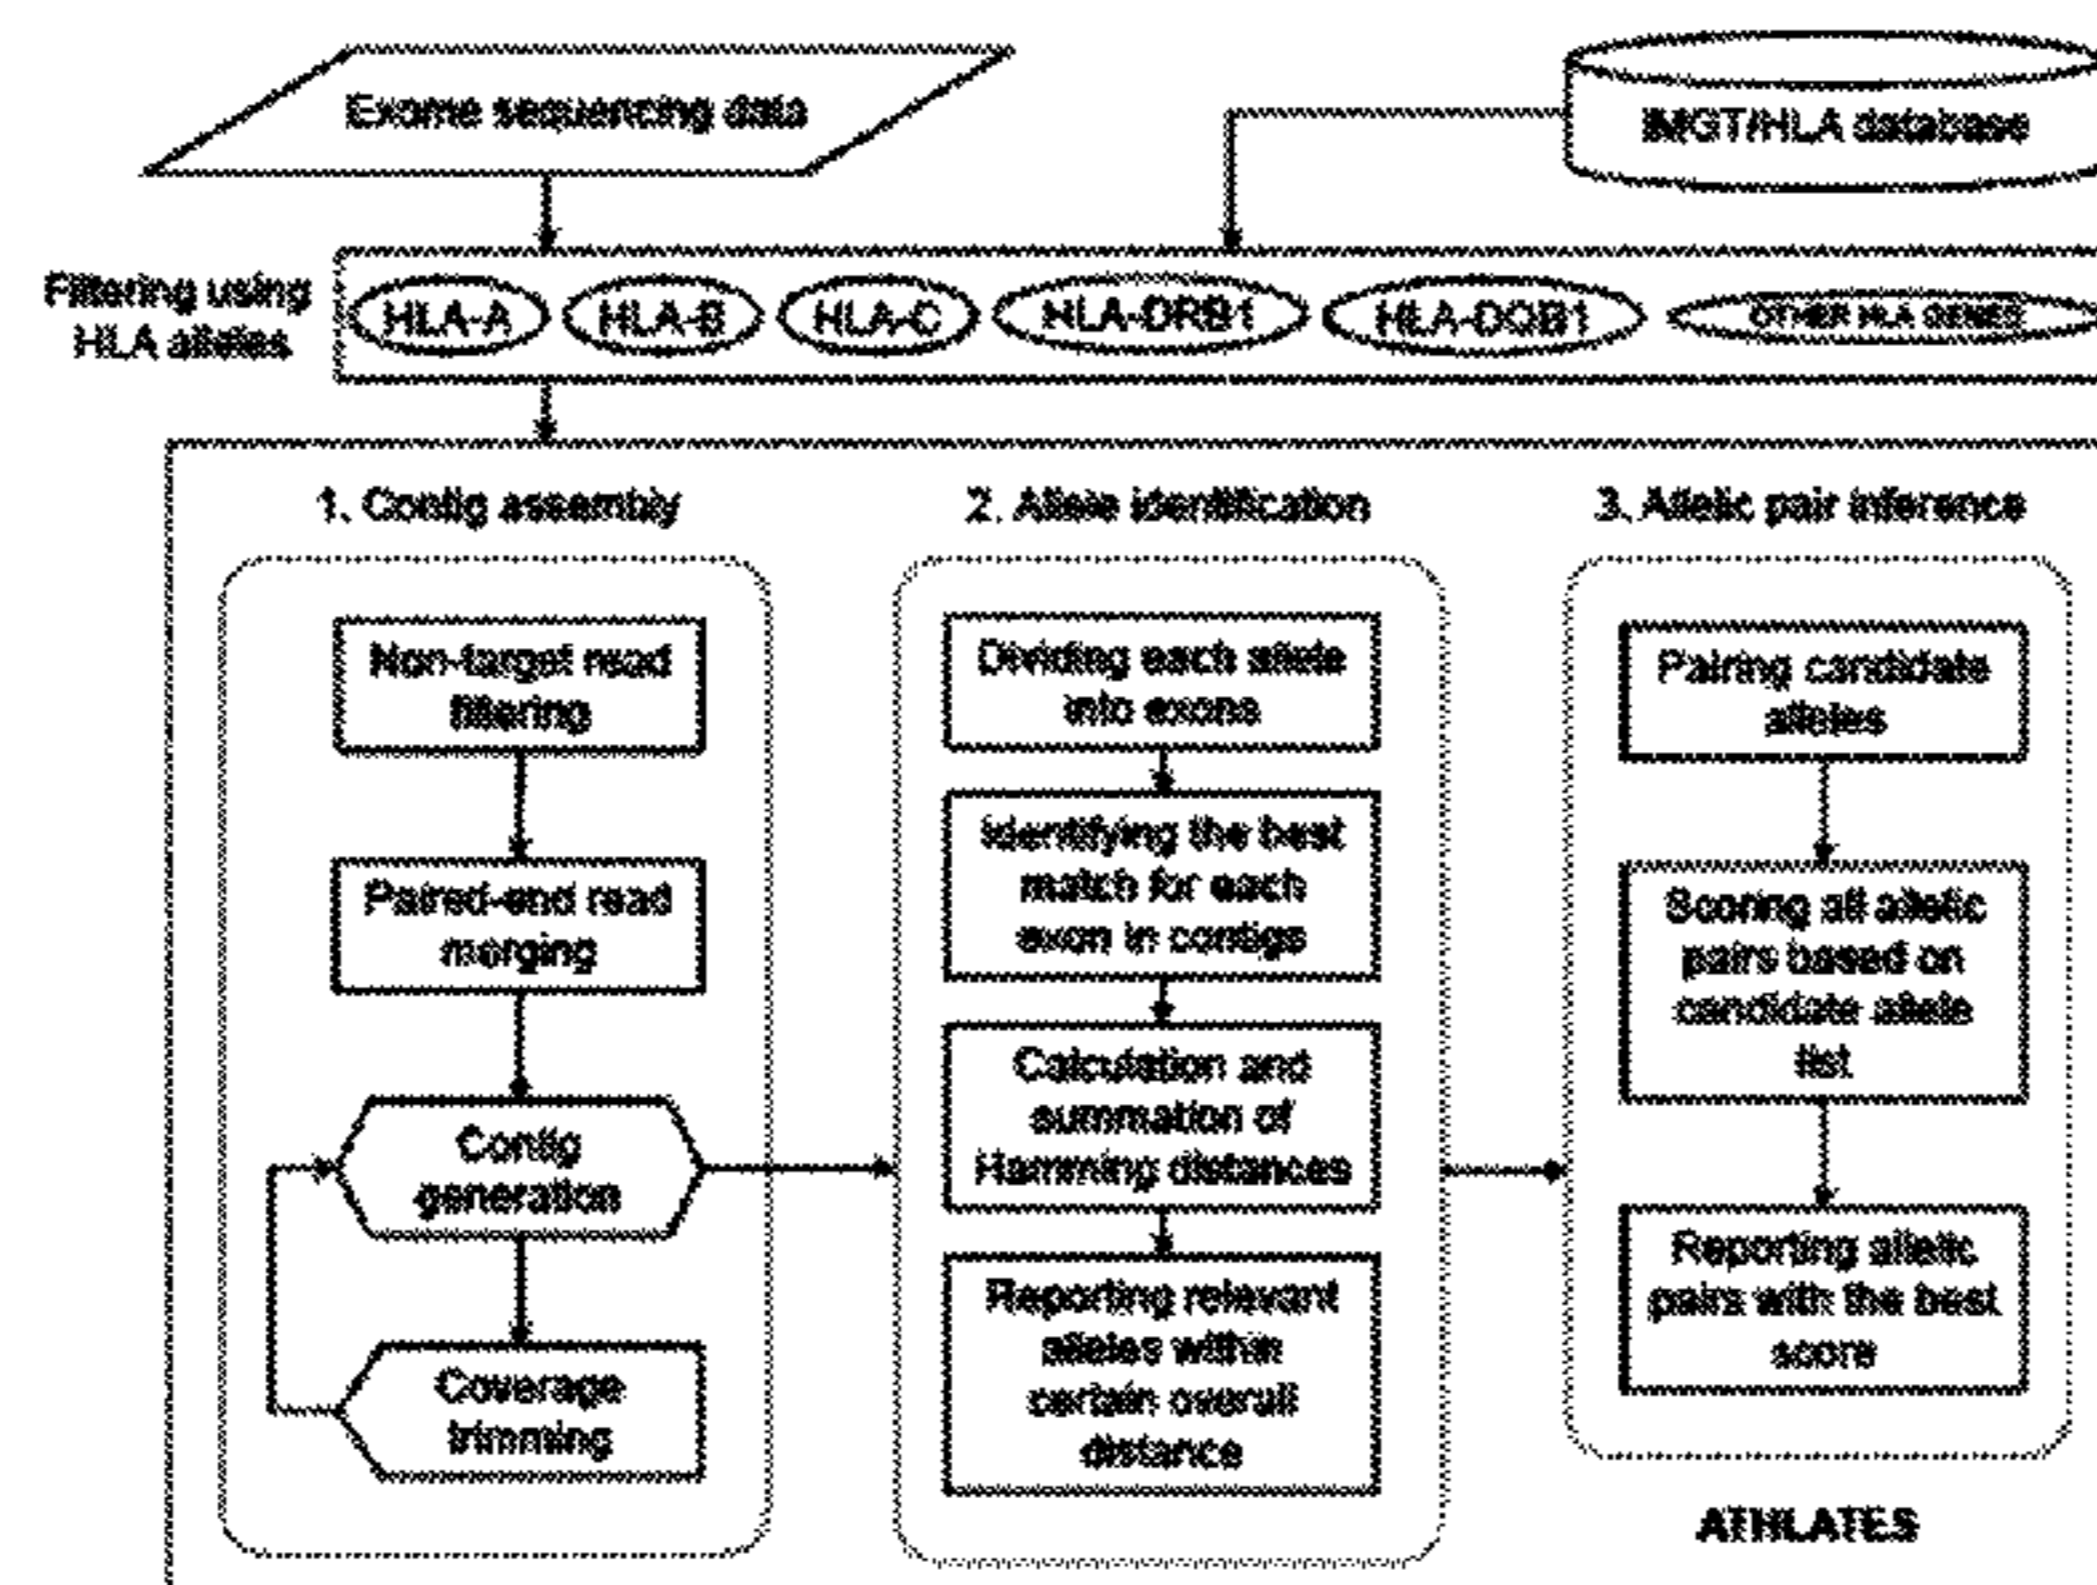 Exome sequencing data
IMGT/HLA database
Filtering using
HLA alleles
HLA-A
HLA-B
HLA-C
HLA-DRB1
HLA-DQB1
OTHER HLA GENES
1. Contig assembly
Non-target read
filtering
Paired-end read
merging
Contig
generation
Coverage
trimming
2. Allele identification
Dividing each allele
into exons
Identifying the best
match for each
exon in contigs
Calculation and
summation of
Hamming distances
Reporting relevant
alleles within
certain overall
distance
3. Allelic pair inference
Pairing candidate
alleles
Scoring all allelic
pairs based on
candidate allele
list
Reporting allelic
pairs with the best
score
ATHLATES